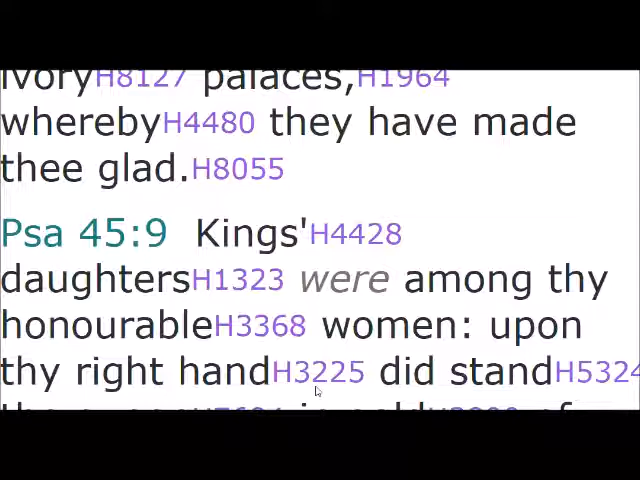 ivoryH8127 palaces,H1964
wherebyH4480 they have made
thee glad.H8055
Psa 45:9 Kings'H4428
daughtersH1323 were among thy
honourableH3368 women: upon
thy right handH3225 did standH5324